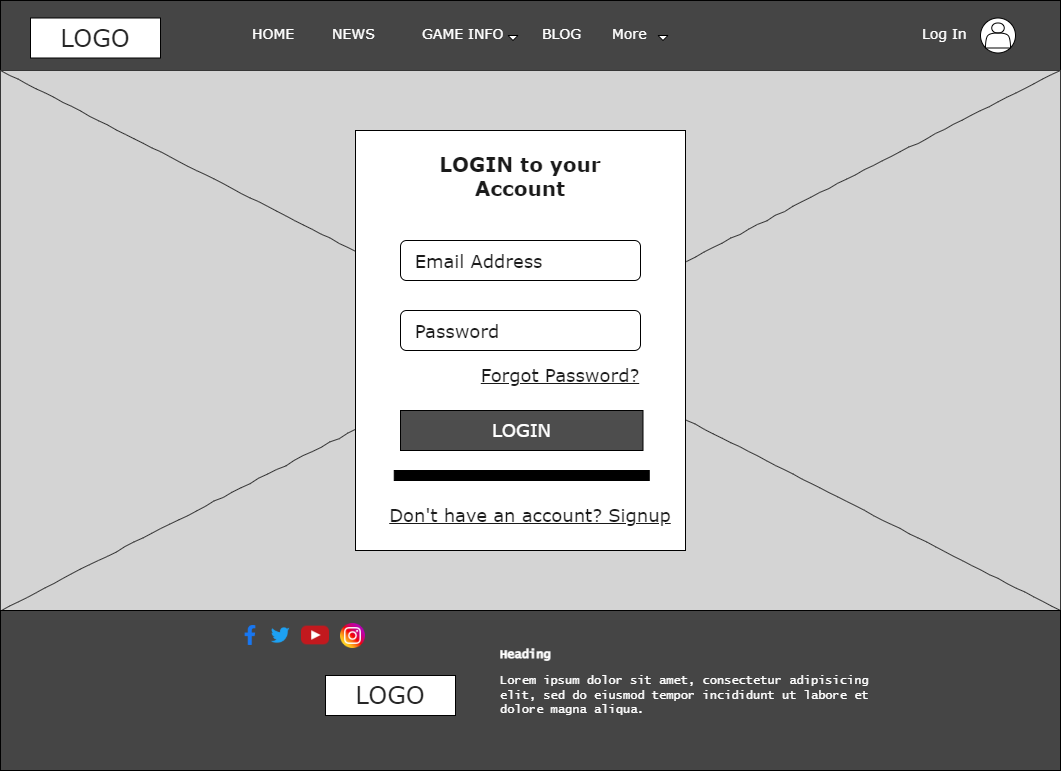 LOGO HOME NEWS GAME INFO BLOG More Log In
LOGIN to your
Account
Email Address
Password
Forgot Password?
LOGIN
Don't have an account? Signup
Heading
Lorem ipsum dolor sit amet, consectetur adipisicing
elit, sed do eiusmod tempor incididunt ut labore et
dolore magna aliqua.
LOGO